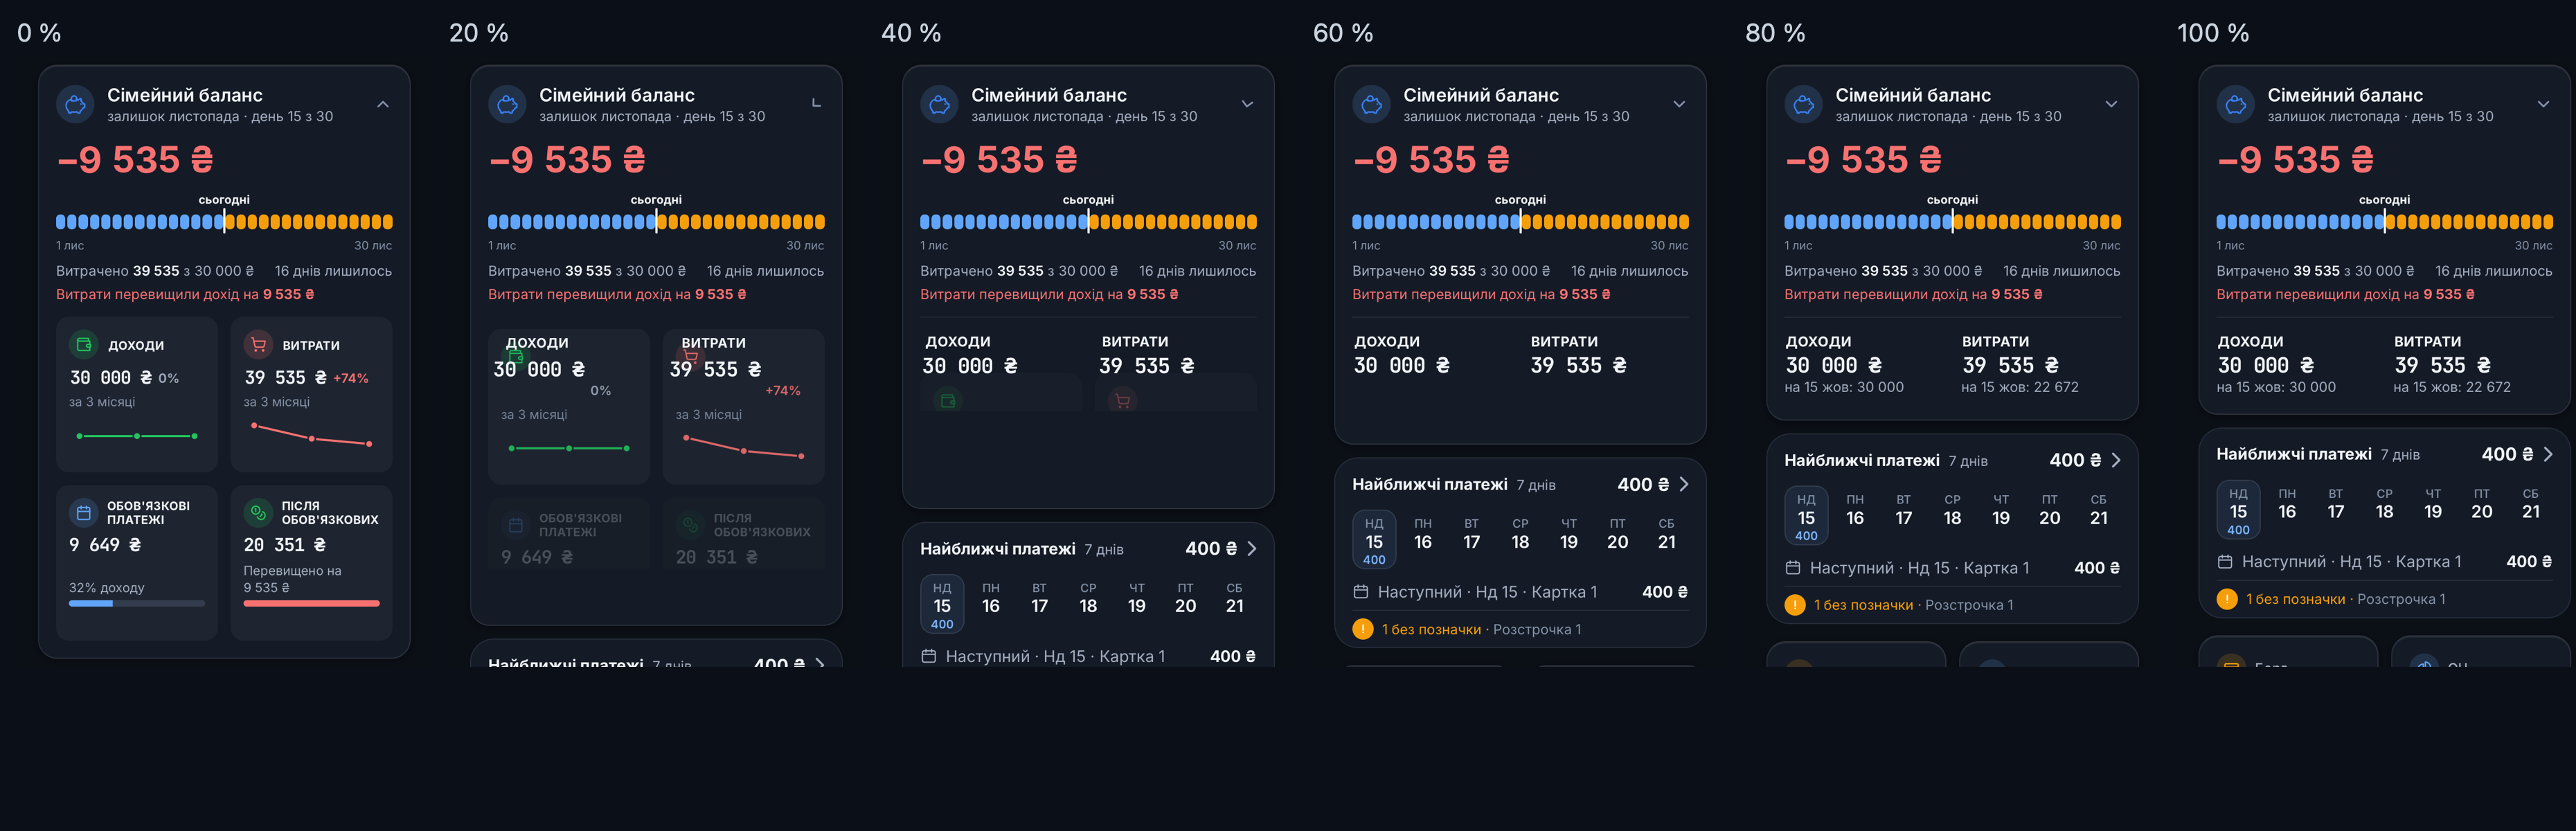 0 %
Сімейний баланс
залишок листопада · день 15 з 30
–9 535 ₴
сьогодні
1 лис 30 лис
Витрачено 39 535 з 30 000 ₴ 16 днів лишилось
Витрати перевищили дохід на 9 535 ₴
ДОХОДИ
30 000 ₴ 0%
за 3 місяці
ВИТРАТИ
39 535 ₴ +74%
за 3 місяці
ОБОВ'ЯЗКОВІ
ПЛАТЕЖІ
9 649 ₴
32% доходу
ПІСЛЯ
ОБОВ'ЯЗКОВИХ
20 351 ₴
Перевищено на
9 535 ₴
20 %
Сімейний баланс
залишок листопада · день 15 з 30
–9 535 ₴
сьогодні
1 лис 30 лис
Витрачено 39 535 з 30 000 ₴ 16 днів лишилось
Витрати перевищили дохід на 9 535 ₴
ДОХОДИ
30 000 ₴
0%
за 3 місяці
ВИТРАТИ
39 535 ₴
+74%
за 3 місяці
ОБОВ'ЯЗКОВІ
ПЛАТЕЖІ
9 649 ₴
ПІСЛЯ
ОБОВ'ЯЗКОВИХ
20 351 ₴
Найближчі платежі 7 днів 400 ₴
40 %
Сімейний баланс
залишок листопада · день 15 з 30
–9 535 ₴
сьогодні
1 лис 30 лис
Витрачено 39 535 з 30 000 ₴ 16 днів лишилось
Витрати перевищили дохід на 9 535 ₴
ДОХОДИ ВИТРАТИ
30 000 ₴ 39 535 ₴
Найближчі платежі 7 днів 400 ₴
НД ПН ВТ СР ЧТ ПТ СБ
15 16 17 18 19 20 21
400
Наступний · Нд 15 · Картка 1 400 ₴
60 %
Сімейний баланс
залишок листопада · день 15 з 30
–9 535 ₴
сьогодні
1 лис 30 лис
Витрачено 39 535 з 30 000 ₴ 16 днів лишилось
Витрати перевищили дохід на 9 535 ₴
ДОХОДИ ВИТРАТИ
30 000 ₴ 39 535 ₴
Найближчі платежі 7 днів 400 ₴
НД ПН ВТ СР ЧТ ПТ СБ
15 16 17 18 19 20 21
400
Наступний · Нд 15 · Картка 1 400 ₴
1 без позначки · Розстрочка 1
80 %
Сімейний баланс
залишок листопада · день 15 з 30
–9 535 ₴
сьогодні
1 лис 30 лис
Витрачено 39 535 з 30 000 ₴ 16 днів лишилось
Витрати перевищили дохід на 9 535 ₴
ДОХОДИ ВИТРАТИ
30 000 ₴ 39 535 ₴
на 15 жов: 30 000 на 15 жов: 22 672
Найближчі платежі 7 днів 400 ₴
НД ПН ВТ СР ЧТ ПТ СБ
15 16 17 18 19 20 21
400
Наступний · Нд 15 · Картка 1 400 ₴
1 без позначки · Розстрочка 1
100 %
Сімейний баланс
залишок листопада · день 15 з 30
–9 535 ₴
сьогодні
1 лис 30 лис
Витрачено 39 535 з 30 000 ₴ 16 днів лишилось
Витрати перевищили дохід на 9 535 ₴
ДОХОДИ ВИТРАТИ
30 000 ₴ 39 535 ₴
на 15 жов: 30 000 на 15 жов: 22 672
Найближчі платежі 7 днів 400 ₴
НД ПН ВТ СР ЧТ ПТ СБ
15 16 17 18 19 20 21
400
Наступний · Нд 15 · Картка 1 400 ₴
1 без позначки · Розстрочка 1